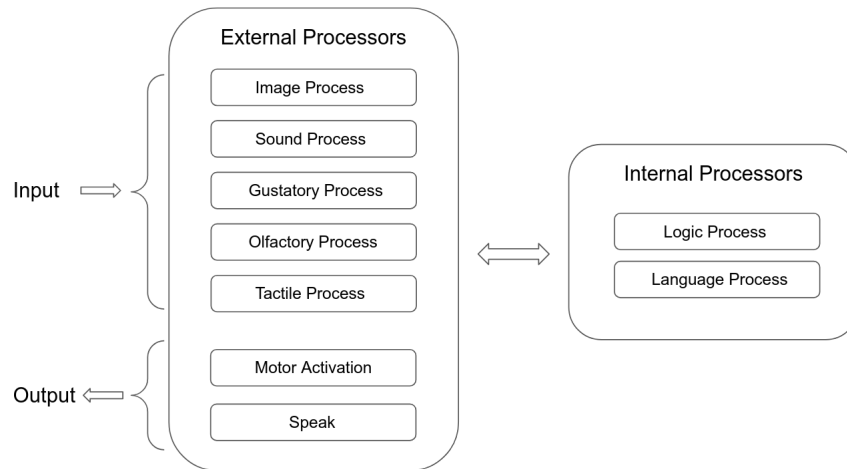 External Processors
Image Process
Sound Process
Input
Gustatory Process
Olfactory Process
Tactile Process
Motor Activation
Output
Speak
Internal Processors
Logic Process
Language Process